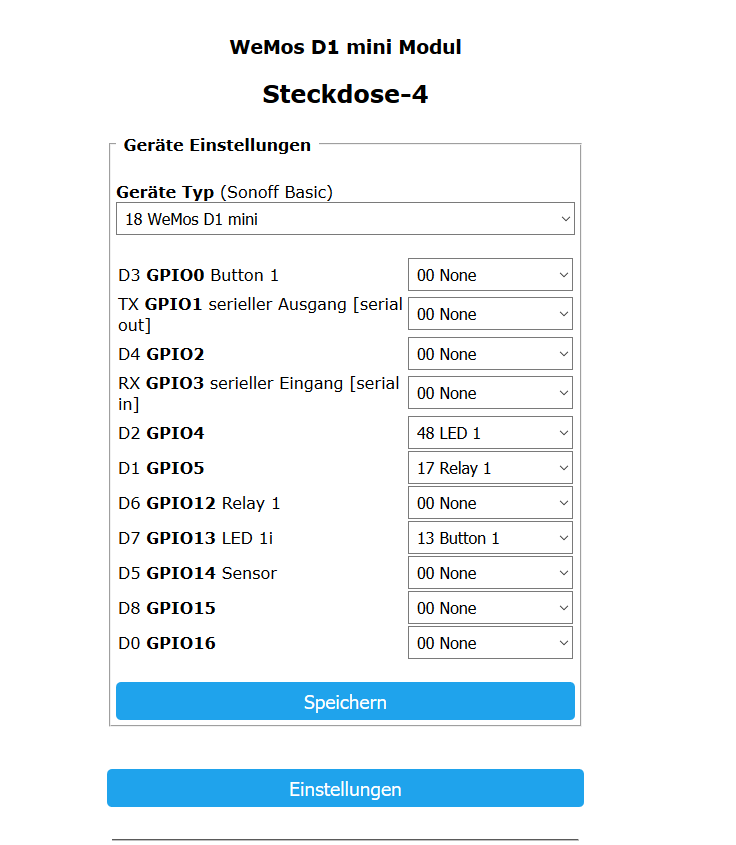 WeMos D1 mini Modul
Steckdose-4
Geräte Einstellungen
Geräte Typ (Sonoff Basic)
18 WeMos D1 mini
D3 GPIO0 Button 1 00 None
TX GPIO1 serieller Ausgang [serial
out] 00 None
D4 GPIO2 00 None
RX GPIO3 serieller Eingang [serial
in] 00 None
D2 GPIO4 48 LED 1
D1 GPIO5 17 Relay 1
D6 GPIO12 Relay 1 00 None
D7 GPIO13 LED 1i 13 Button 1
D5 GPIO14 Sensor 00 None
D8 GPIO15 00 None
D0 GPIO16 00 None
Speichern
Einstellungen